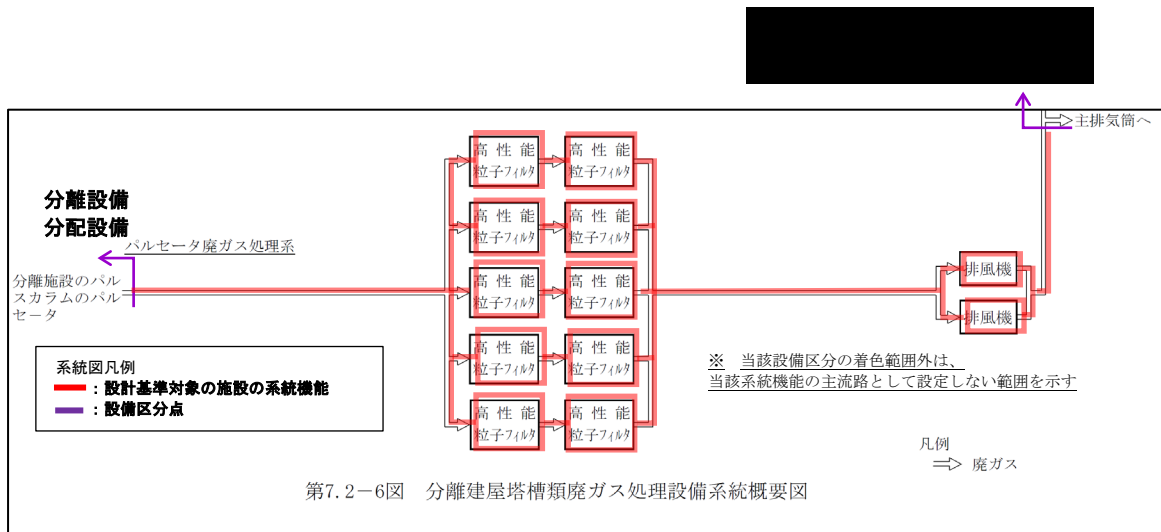 主排気筒へ
高性能
粒子フィルタ
高性能
粒子フィルタ
分離設備
分配設備
高性能
粒子フィルタ
高性能
粒子フィルタ
パルセータ廃ガス処理系
分離施設のパル
スカラムのパル
セータ
高性能
粒子フィルタ
高性能
粒子フィルタ
排風機
排風機
高性能
粒子フィルタ
高性能
粒子フィルタ
系統図凡例
：設計基準対象の施設の系統機能
：設備区分点
※ 当該設備区分の着色範囲外は、
当該系統機能の主流路として設定しない範囲を示す
高性能
粒子フィルタ
高性能
粒子フィルタ
凡例
廃ガス
第7.2－6図 分離建屋塔槽類廃ガス処理設備系統概要図